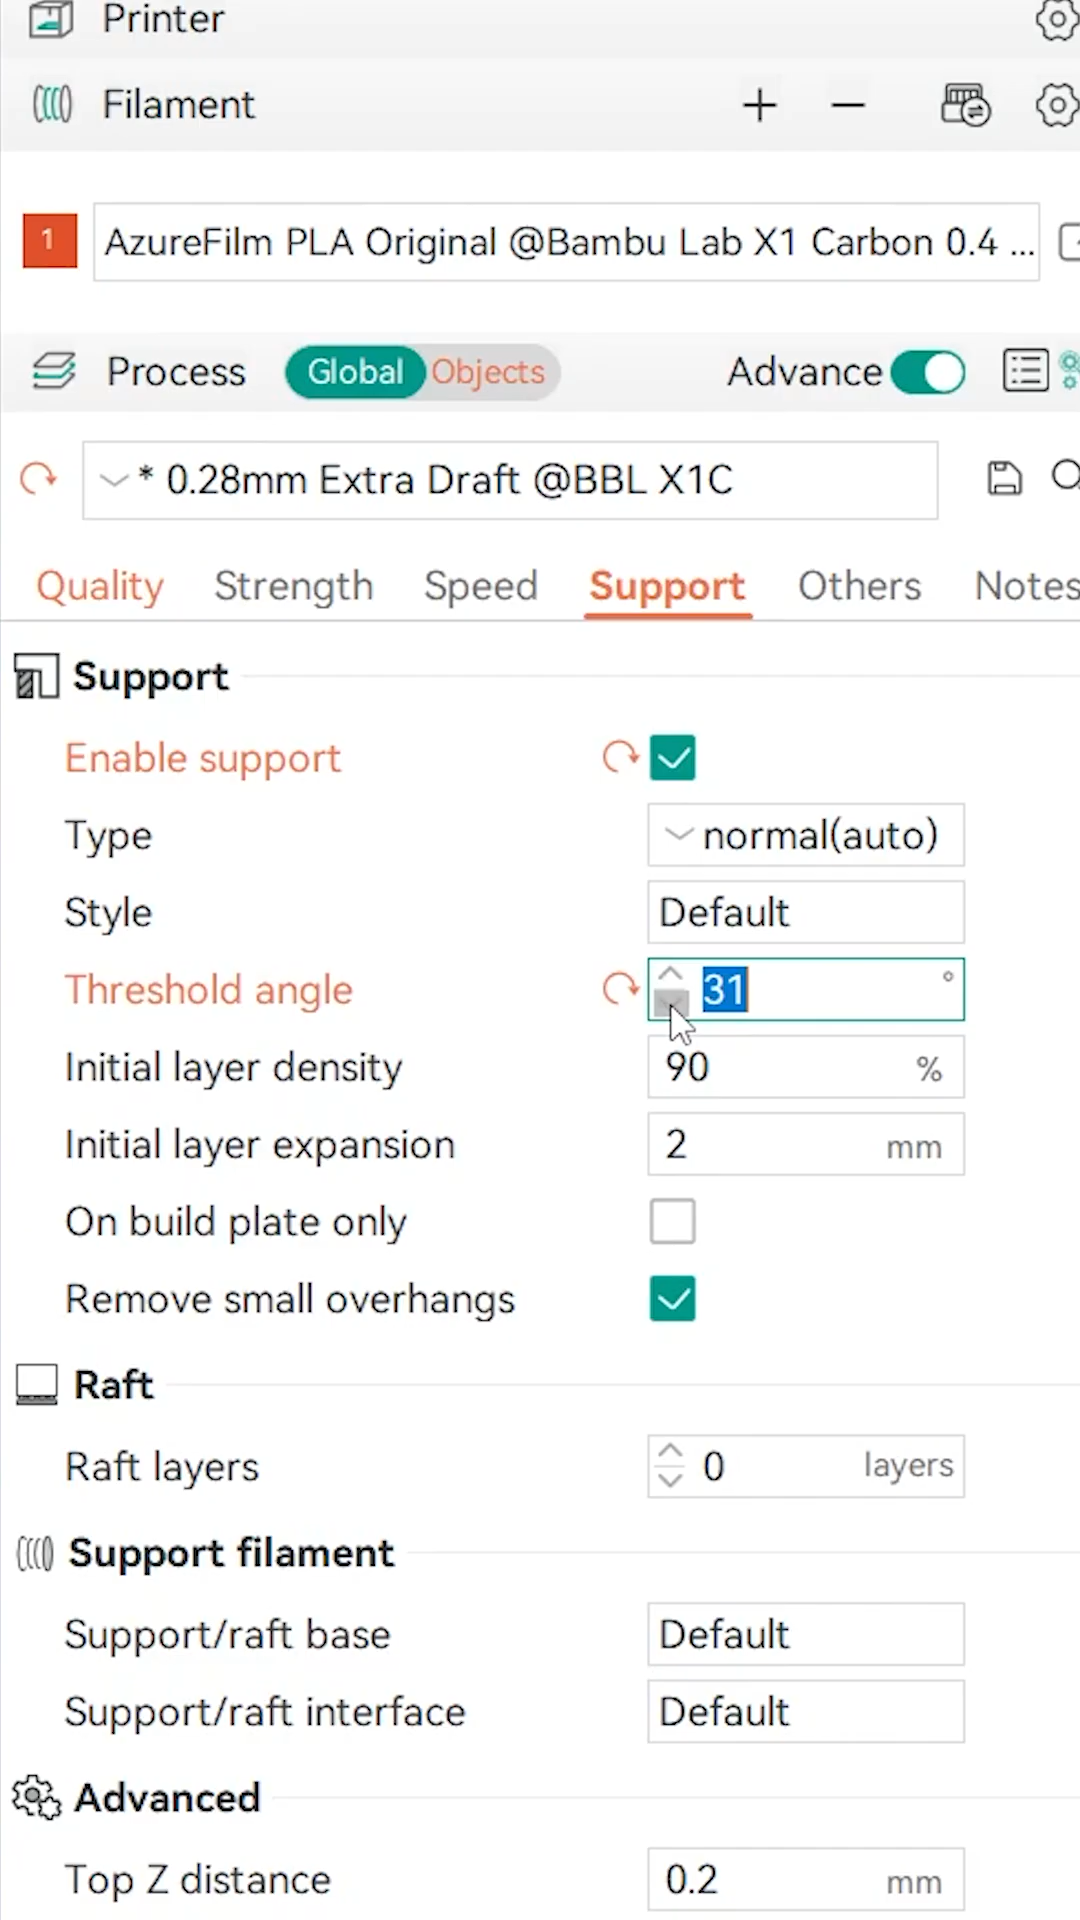 Printer
Filament
1 AzureFilm PLA Original @Bambu Lab X1 Carbon 0.4 ...
Process Global Objects Advance
* 0.28mm Extra Draft @BBL X1C
Quality Strength Speed Support Others Notes
Support
Enable support
Type normal(auto)
Style Default
Threshold angle 31 °
Initial layer density 90 %
Initial layer expansion 2 mm
On build plate only
Remove small overhangs
Raft
Raft layers 0 layers
Support filament
Support/raft base Default
Support/raft interface Default
Advanced
Top Z distance 0.2 mm